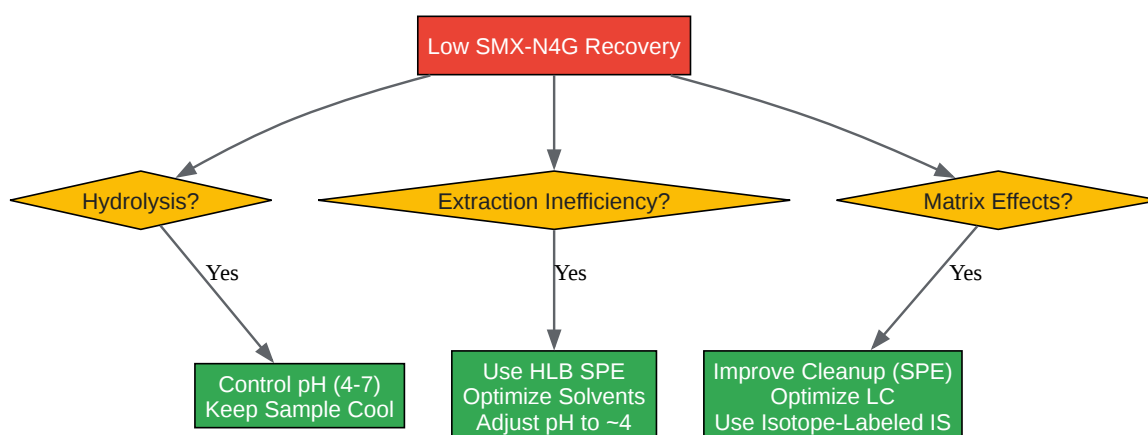 Low SMX-N4G Recovery
Hydrolysis?
Extraction Inefficiency?
Matrix Effects?
Yes
Yes
Yes
Control pH (4-7)
Keep Sample Cool
Use HLB SPE
Optimize Solvents
Adjust pH to ~4
Improve Cleanup (SPE)
Optimize LC
Use Isotope-Labeled IS